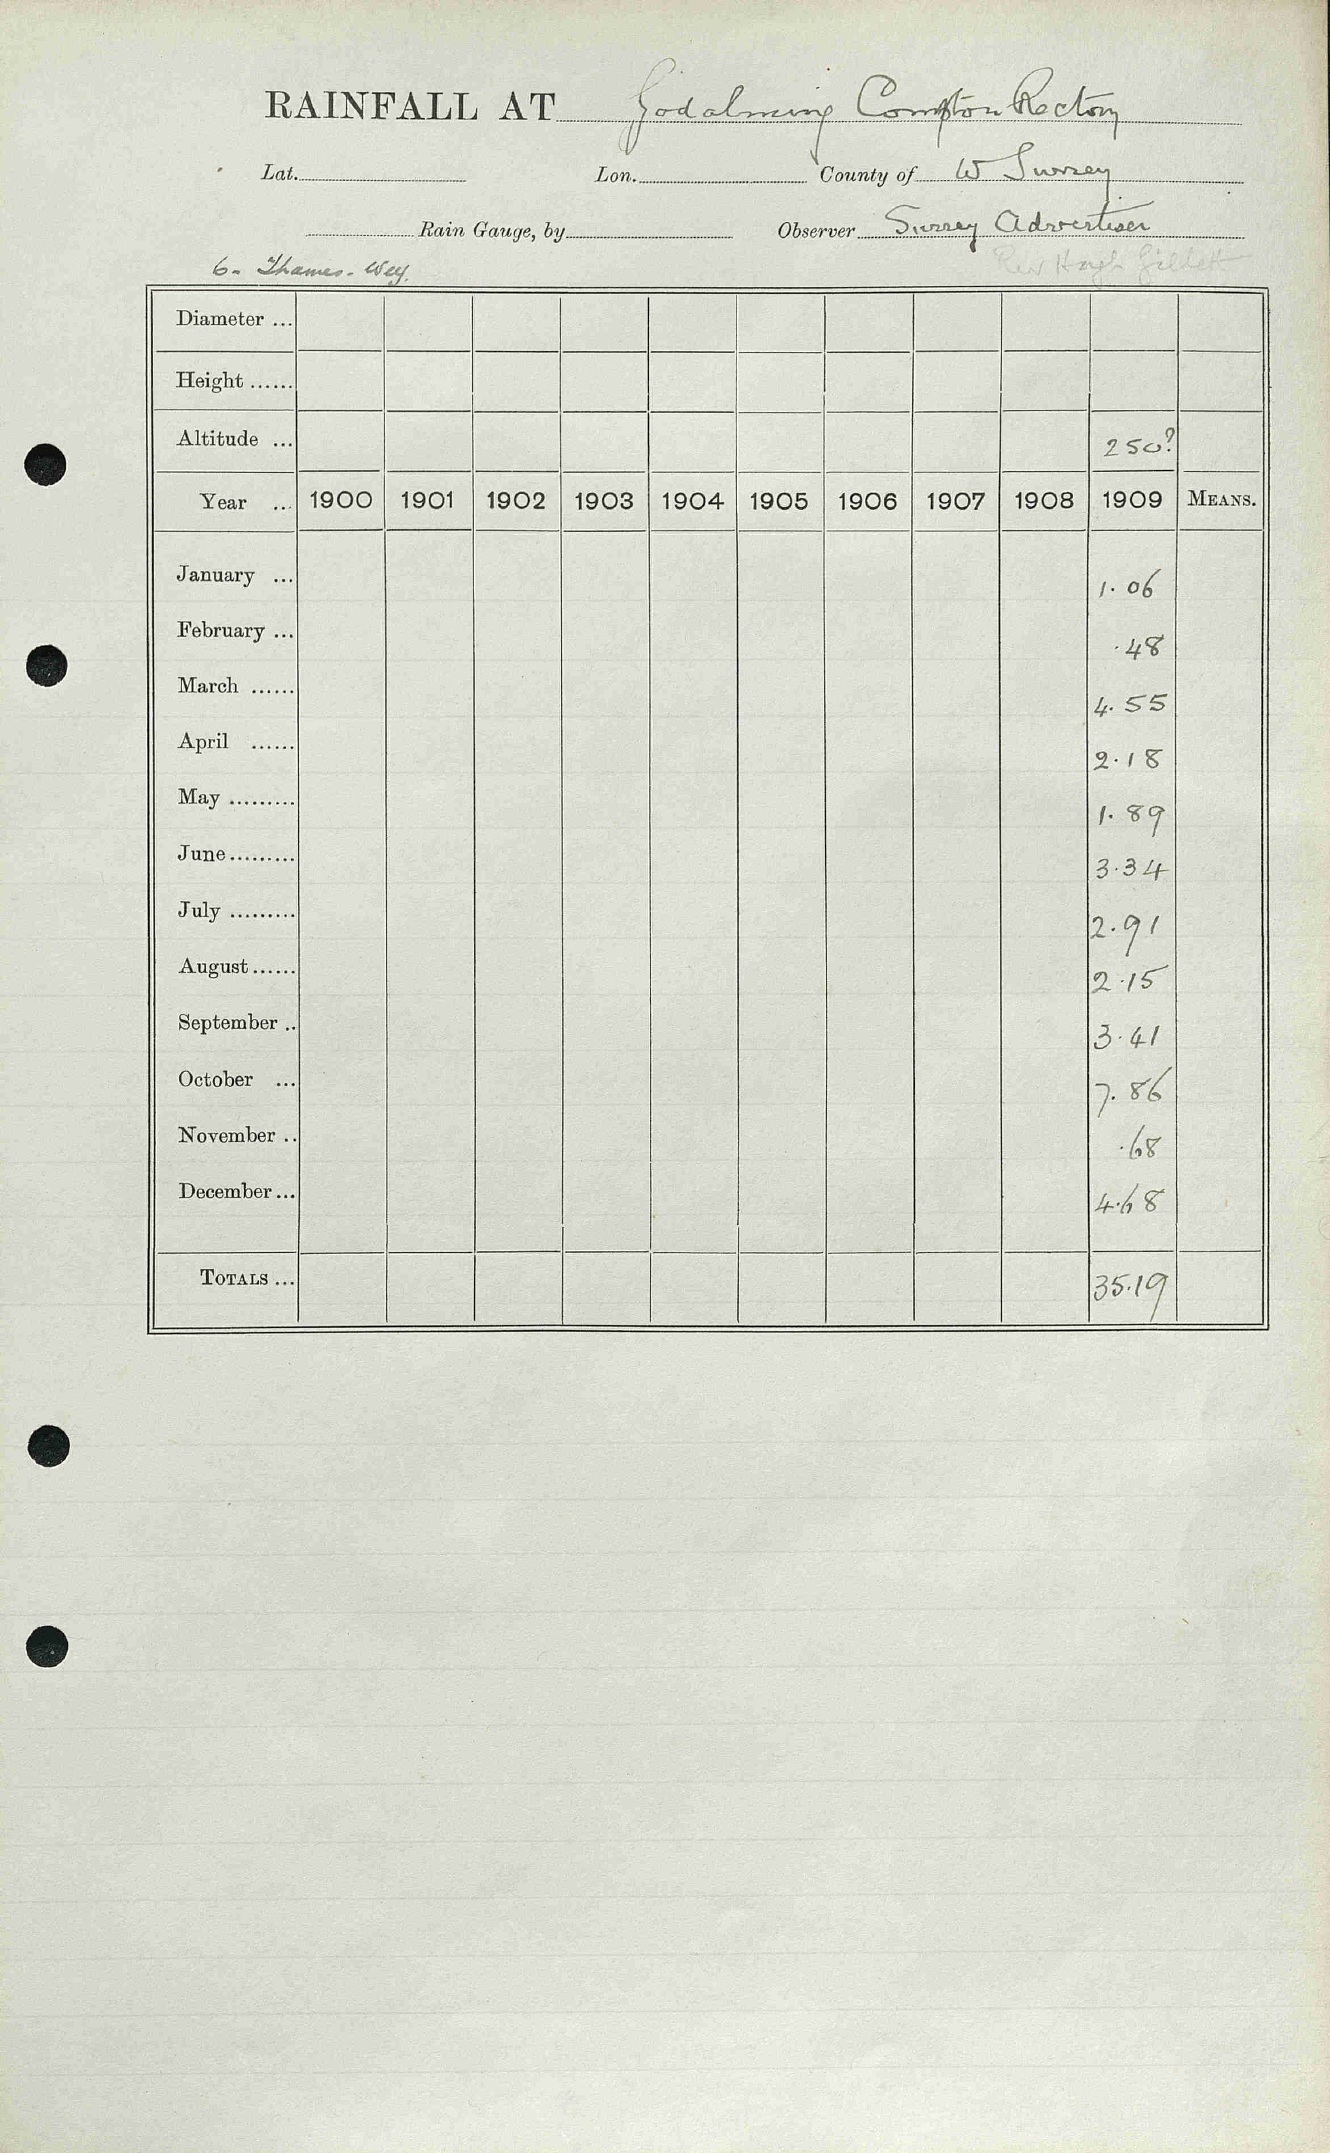 RAINFALL AT Godalming Compton Rectory
Lat. Lon. County of W Surrey
Rain Gauge, by Observer Surrey Advertiser
6 - Thames - Wey. Rev Hugh
Diameter ...
Height ......
Altitude ... 250?
Year ... 1900 1901 1902 1903 1904 1905 1906 1907 1908 1909 MEANS.
January ... 1.06
February ... .48
March ...... 4.55
April ...... 2.18
May ......... 1.89
June ......... 3.34
July ......... 2.91
August ...... 2.15
September .. 3.41
October ... 7.86
November .. .68
December ... 4.68
TOTALS ... 35.19